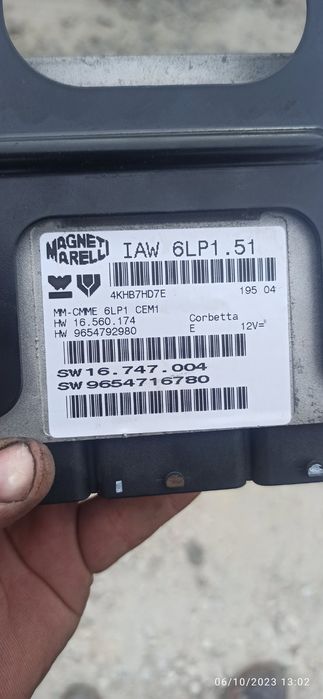 MAGNETI MARELLI
IAW 6LP1.51
4KHB7HD7E 195 04
MM-CMME 6LP1 CEM1
HW 16.560.174 Corbetta
HW 9654792980 E 12V=
SW16.747.004
SW9654716780
06/10/2023 13:02